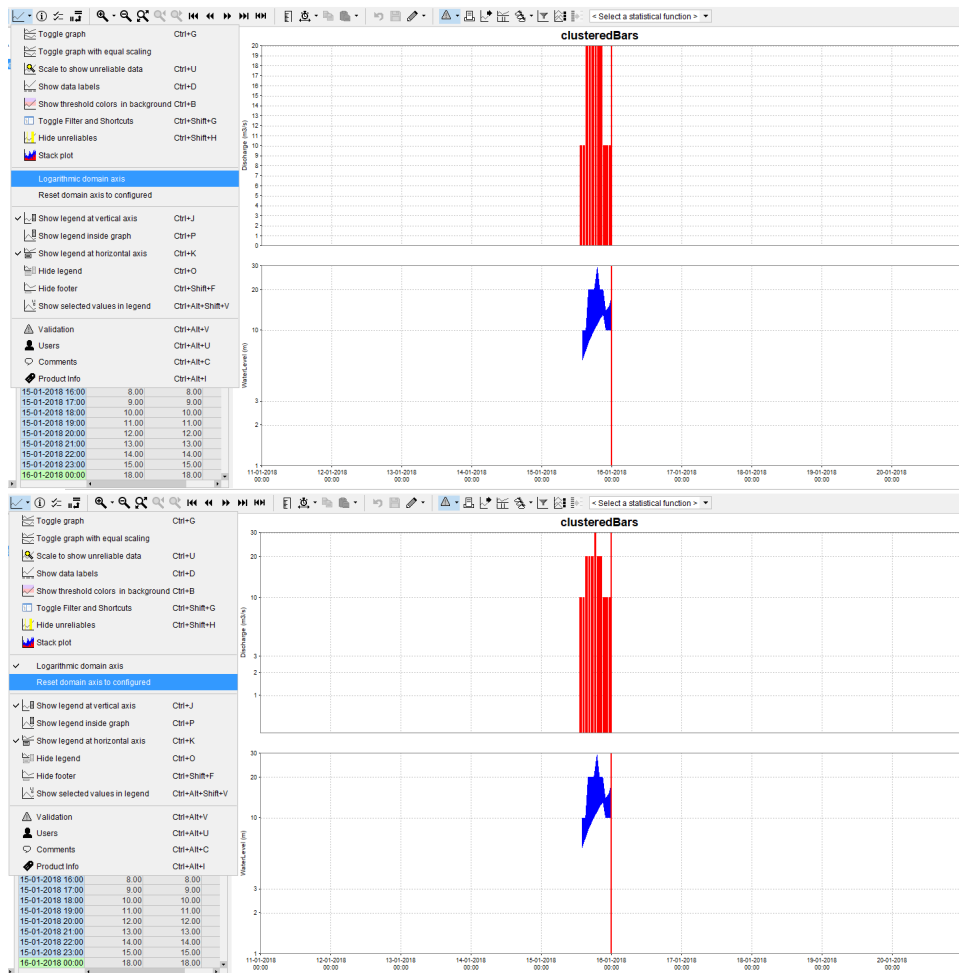 < Select a statistical function >
Toggle graph Ctrl+G
Toggle graph with equal scaling
Scale to show unreliable data Ctrl+U
Show data labels Ctrl+D
Show threshold colors in background Ctrl+B
Toggle Filter and Shortcuts Ctrl+Shift+G
Hide unreliables Ctrl+Shift+H
Stack plot
Logarithmic domain axis
Reset domain axis to configured
Show legend at vertical axis Ctrl+J
Show legend inside graph Ctrl+P
Show legend at horizontal axis Ctrl+K
Hide legend Ctrl+O
Hide footer Ctrl+Shift+F
Show selected values in legend Ctrl+Alt+Shift+V
Validation Ctrl+Alt+V
Users Ctrl+Alt+U
Comments Ctrl+Alt+C
Product Info Ctrl+Alt+I
15-01-2018 16:00 8.00 8.00
15-01-2018 17:00 9.00 9.00
15-01-2018 18:00 10.00 10.00
15-01-2018 19:00 11.00 11.00
15-01-2018 20:00 12.00 12.00
15-01-2018 21:00 13.00 13.00
15-01-2018 22:00 14.00 14.00
15-01-2018 23:00 15.00 15.00
16-01-2018 00:00 18.00 18.00
clusteredBars
Discharge (m3/s)
20
19
18
17
16
15
14
13
12
11
10
9
8
7
6
5
4
3
2
1
0
WaterLevel (m)
30
20
10
3
2
1
11-01-2018 12-01-2018 13-01-2018 14-01-2018 15-01-2018 16-01-2018 17-01-2018 18-01-2018 19-01-2018 20-01-2018
00:00 00:00 00:00 00:00 00:00 00:00 00:00 00:00 00:00 00:00
< Select a statistical function >
Toggle graph Ctrl+G
Toggle graph with equal scaling
Scale to show unreliable data Ctrl+U
Show data labels Ctrl+D
Show threshold colors in background Ctrl+B
Toggle Filter and Shortcuts Ctrl+Shift+G
Hide unreliables Ctrl+Shift+H
Stack plot
Logarithmic domain axis
Reset domain axis to configured
Show legend at vertical axis Ctrl+J
Show legend inside graph Ctrl+P
Show legend at horizontal axis Ctrl+K
Hide legend Ctrl+O
Hide footer Ctrl+Shift+F
Show selected values in legend Ctrl+Alt+Shift+V
Validation Ctrl+Alt+V
Users Ctrl+Alt+U
Comments Ctrl+Alt+C
Product Info Ctrl+Alt+I
15-01-2018 16:00 8.00 8.00
15-01-2018 17:00 9.00 9.00
15-01-2018 18:00 10.00 10.00
15-01-2018 19:00 11.00 11.00
15-01-2018 20:00 12.00 12.00
15-01-2018 21:00 13.00 13.00
15-01-2018 22:00 14.00 14.00
15-01-2018 23:00 15.00 15.00
16-01-2018 00:00 18.00 18.00
clusteredBars
Discharge (m3/s)
30
20
10
3
2
1
WaterLevel (m)
30
20
10
3
2
1
11-01-2018 12-01-2018 13-01-2018 14-01-2018 15-01-2018 16-01-2018 17-01-2018 18-01-2018 19-01-2018 20-01-2018
00:00 00:00 00:00 00:00 00:00 00:00 00:00 00:00 00:00 00:00